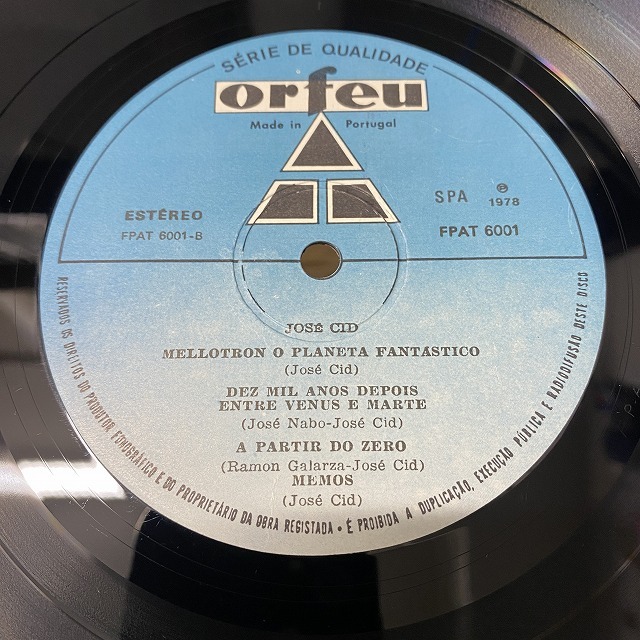 SÉRIE DE QUALIDADE
orfeu
Made in Portugal
ESTÉREO
FPAT 6001-B
SPA ℗ 1978
FPAT 6001
JOSÉ CID
MELLOTRON O PLANETA FANTÁSTICO
(José Cid)
DEZ MIL ANOS DEPOIS
ENTRE VENUS E MARTE
(José Nabo-José Cid)
A PARTIR DO ZERO
(Ramon Galarza-José Cid)
MEMOS
(José Cid)
RESERVADOS OS DIREITOS DO PRODUTOR FONOGRÁFICO E DO PROPRIETÁRIO DA OBRA REGISTADA • É PROIBIDA A DUPLICAÇÃO, EXECUÇÃO PÚBLICA E RADIODIFUSÃO DESTE DISCO